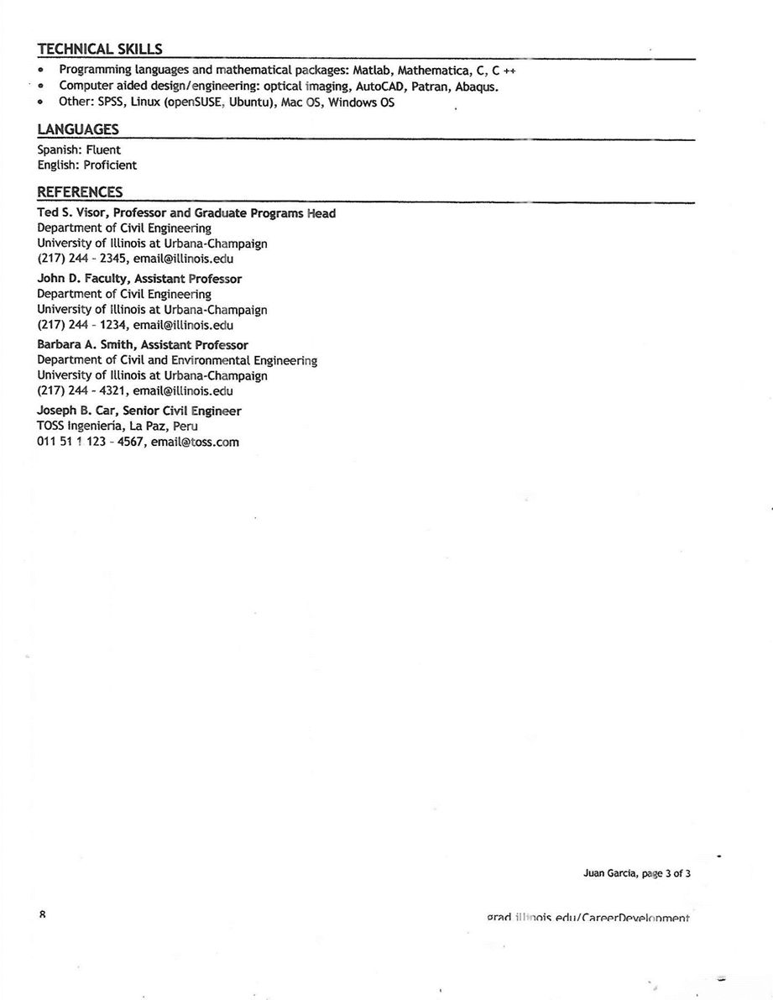 TECHNICAL SKILLS
• Programming languages and mathematical packages: Matlab, Mathematica, C, C ++
• Computer aided design/engineering: optical imaging, AutoCAD, Patran, Abaqus.
• Other: SPSS, Linux (openSUSE, Ubuntu), Mac OS, Windows OS
LANGUAGES
Spanish: Fluent
English: Proficient
REFERENCES
Ted S. Visor, Professor and Graduate Programs Head
Department of Civil Engineering
University of Illinois at Urbana-Champaign
(217) 244 - 2345, email@illinois.edu
John D. Faculty, Assistant Professor
Department of Civil Engineering
University of Illinois at Urbana-Champaign
(217) 244 - 1234, email@illinois.edu
Barbara A. Smith, Assistant Professor
Department of Civil and Environmental Engineering
University of Illinois at Urbana-Champaign
(217) 244 - 4321, email@illinois.edu
Joseph B. Car, Senior Civil Engineer
TOSS Ingeniería, La Paz, Peru
011 51 1 123 - 4567, email@toss.com
Juan Garcia, page 3 of 3
8
grad.illinois.edu/CareerDevelopment